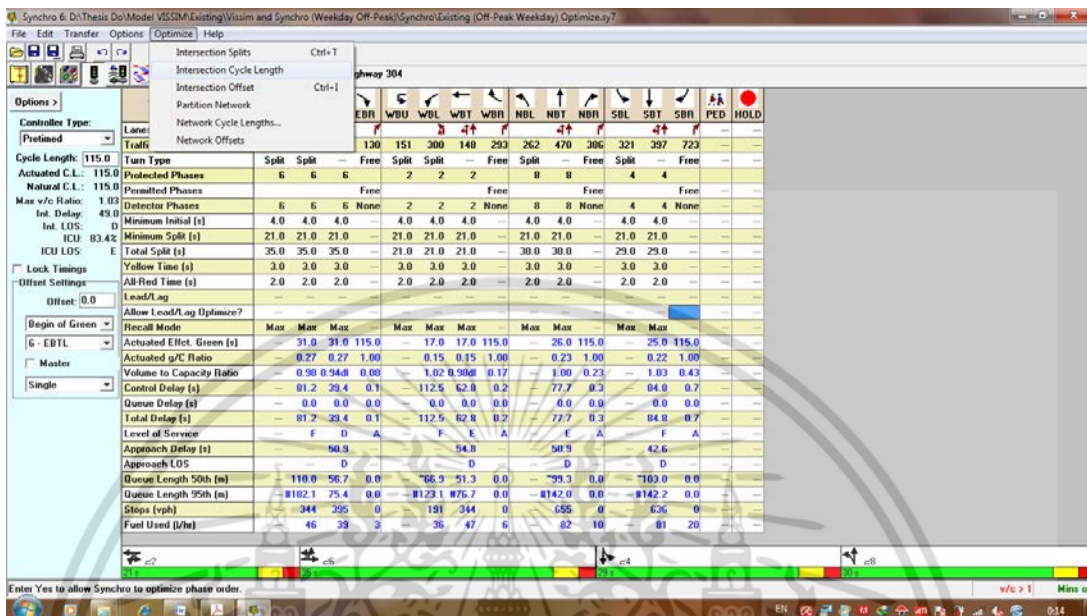 Synchro 6: D:\Thesis Do\Model VISSIM\Existing\Vissim and Synchro (Weekday Off-Peak)\Synchro\Existing (Off-Peak Weekday) Optimize.sy7
File Edit Transfer Options Optimize Help
Intersection Splits Ctrl+T
Intersection Cycle Length
Intersection Offset Ctrl+I
Partition Network
Network Cycle Lengths...
Network Offsets
ghway 304
Options >
Controller Type:
Pretimed
Cycle Length: 115.0
Actuated C.L.: 115.0
Natural C.L.: 115.0
Max v/c Ratio: 1.03
Int. Delay: 49.0
Int. LOS: D
ICU: 83.4%
ICU LOS: E
Lock Timings
Offset Settings
Offset: 0.0
Begin of Green
6 - EBTL
Master
Single
EBR WBU WBL WBT WBR NBL NBT NBR SBL SBT SBR PED HOLD
Lane
Traffi 130 151 300 148 293 262 470 386 321 397 723
Turn Type Split Split — Free Split Split — Free Split — Free Split — Free
Protected Phases 6 6 6 2 2 2 8 8 4 4
Permitted Phases Free Free Free Free
Detector Phases 6 6 6 None 2 2 2 None 8 8 None 4 4 None
Minimum Initial (s) 4.0 4.0 4.0 — 4.0 4.0 4.0 — 4.0 4.0 — 4.0 4.0 —
Minimum Split (s) 21.0 21.0 21.0 — 21.0 21.0 21.0 — 21.0 21.0 — 21.0 21.0 —
Total Split (s) 35.0 35.0 35.0 — 21.0 21.0 21.0 — 30.0 30.0 — 29.0 29.0 —
Yellow Time (s) 3.0 3.0 3.0 — 3.0 3.0 3.0 — 3.0 3.0 — 3.0 3.0 —
All-Red Time (s) 2.0 2.0 2.0 — 2.0 2.0 2.0 — 2.0 2.0 — 2.0 2.0 —
Lead/Lag
Allow Lead/Lag Optimize?
Recall Mode Max Max Max — Max Max Max — Max Max — Max Max —
Actuated Effct. Green (s) — 31.0 31.0 115.0 — 17.0 17.0 115.0 — 26.0 115.0 — 25.0 115.0
Actuated g/C Ratio — 0.27 0.27 1.00 — 0.15 0.15 1.00 — 0.23 1.00 — 0.22 1.00
Volume to Capacity Ratio — 0.98 0.94dl 0.08 — 1.02 0.98dl 0.17 — 1.00 0.23 — 1.03 0.43
Control Delay (s) — 81.2 39.4 0.1 — 112.5 62.8 0.2 — 77.7 0.3 — 84.8 0.7
Queue Delay (s) — 0.0 0.0 0.0 — 0.0 0.0 0.0 — 0.0 0.0 — 0.0 0.0
Total Delay (s) — 81.2 39.4 0.1 — 112.5 62.8 0.2 — 77.7 0.3 — 84.8 0.7
Level of Service — F D A — F E A — E A — F A
Approach Delay (s) 50.9 54.8 50.9 42.6
Approach LOS D D D D
Queue Length 50th (m) — 110.0 56.7 0.0 — ~66.9 51.3 0.0 — ~99.3 0.0 — ~103.0 0.0
Queue Length 95th (m) — #182.1 75.4 0.0 — #123.1 #76.7 0.0 — #142.0 0.0 — #142.2 0.0
Stops (vph) — 344 395 0 — 191 344 0 — 655 0 — 636 0
Fuel Used (l/hr) — 46 39 3 — 36 47 6 — 82 10 — 81 20
ø2 ø6 ø4 ø8
21 s 35 s 29 s 30 s
Enter Yes to allow Synchro to optimize phase order.
v/c > 1 Mins o
EN 0:14